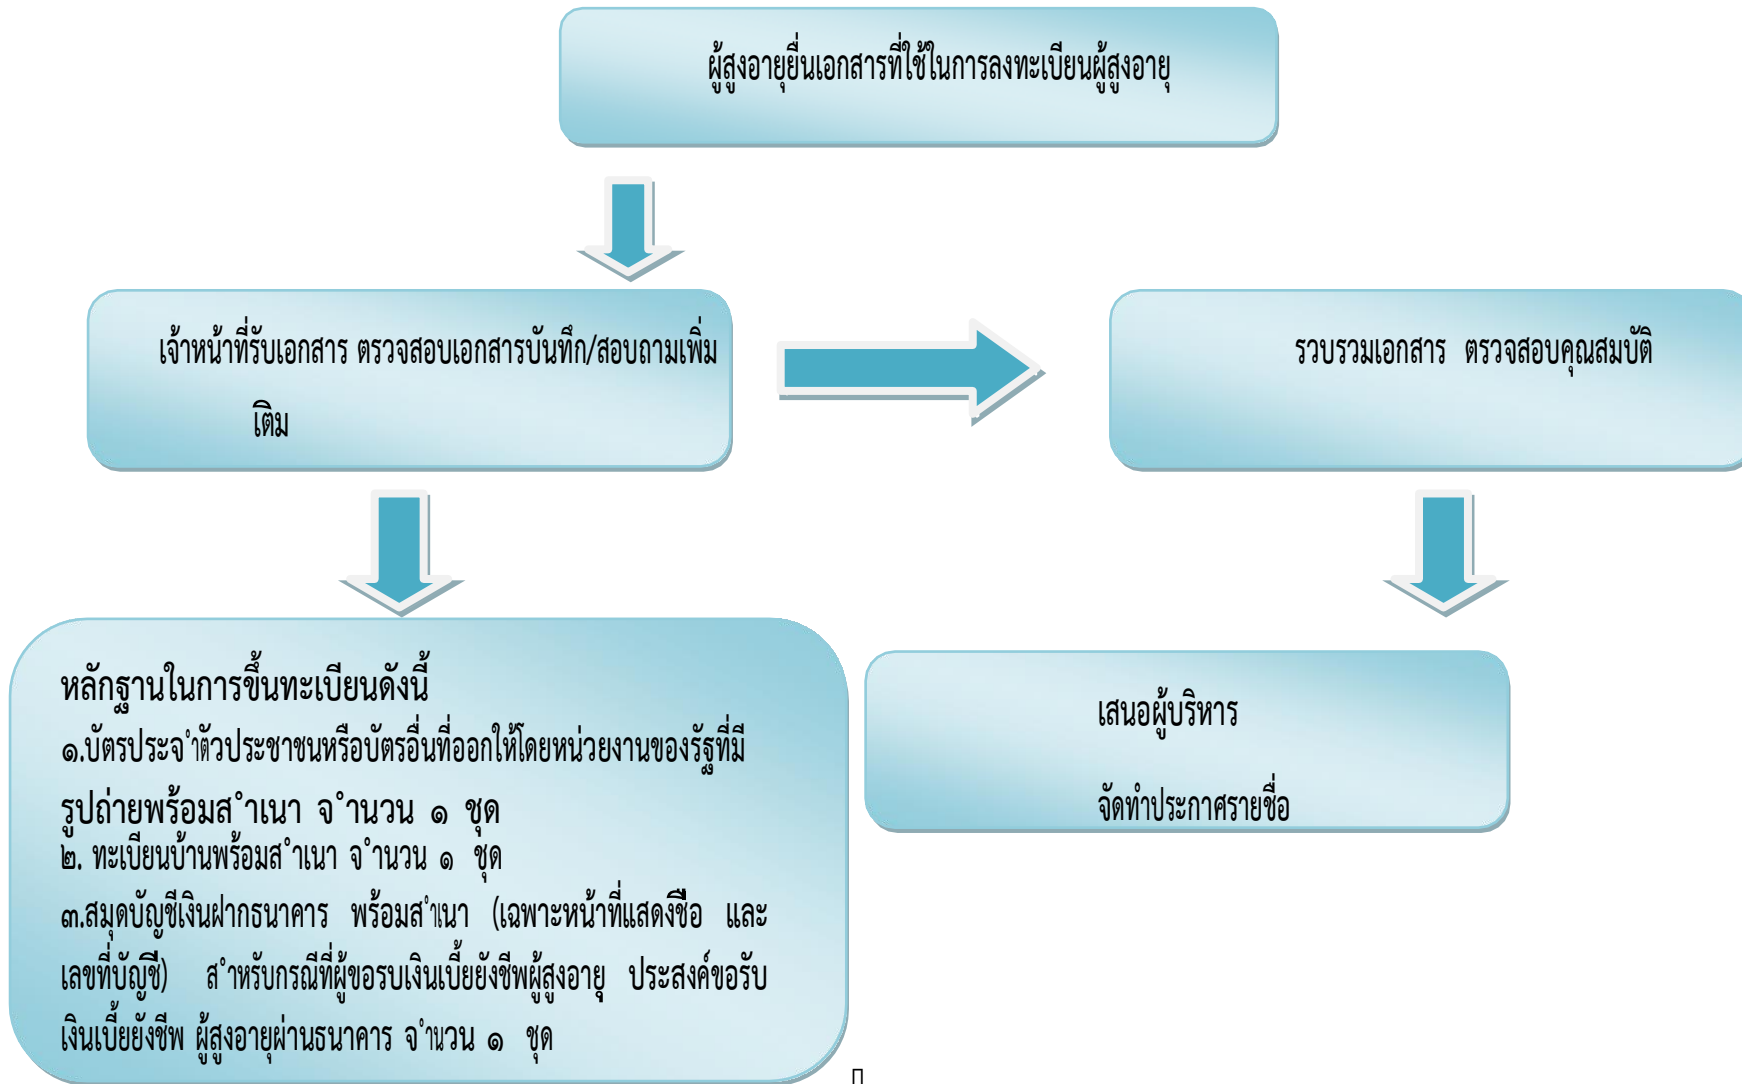 ผู้สูงอายุยื่นเอกสารที่ใช้ในการลงทะเบียนผู้สูงอายุ
เจ้าหน้าที่รับเอกสาร ตรวจสอบเอกสารบันทึก/สอบถามเพิ่ม
เติม
รวบรวมเอกสาร ตรวจสอบคุณสมบัติ
หลักฐานในการขึ้นทะเบียนดังนี้
๑.บัตรประจ ำตัวประชาชนหรือบัตรอื่นที่ออกให้โดยหน่วยงานของรัฐที่มี
รูปถ่ายพร้อมส ำเนา จ ำนวน ๑ ชุด
๒. ทะเบียนบ้านพร้อมส ำเนา จ ำนวน ๑ ชุด
๓.สมุดบัญชีเงินฝากธนาคาร พร้อมส ำเนา (เฉพาะหน้าที่แสดงชือ และ
เลขที่บัญชี) ส ำหรับกรณีที่ผู้ขอรบเงินเบี้ยยังชีพผู้สูงอายุ ประสงค์ขอรับ
เงินเบี้ยยังชีพ ผู้สูงอายุผ่านธนาคาร จ ำนวน ๑ ชุด
เสนอผู้บริหาร
จัดทำประกาศรายชื่อ